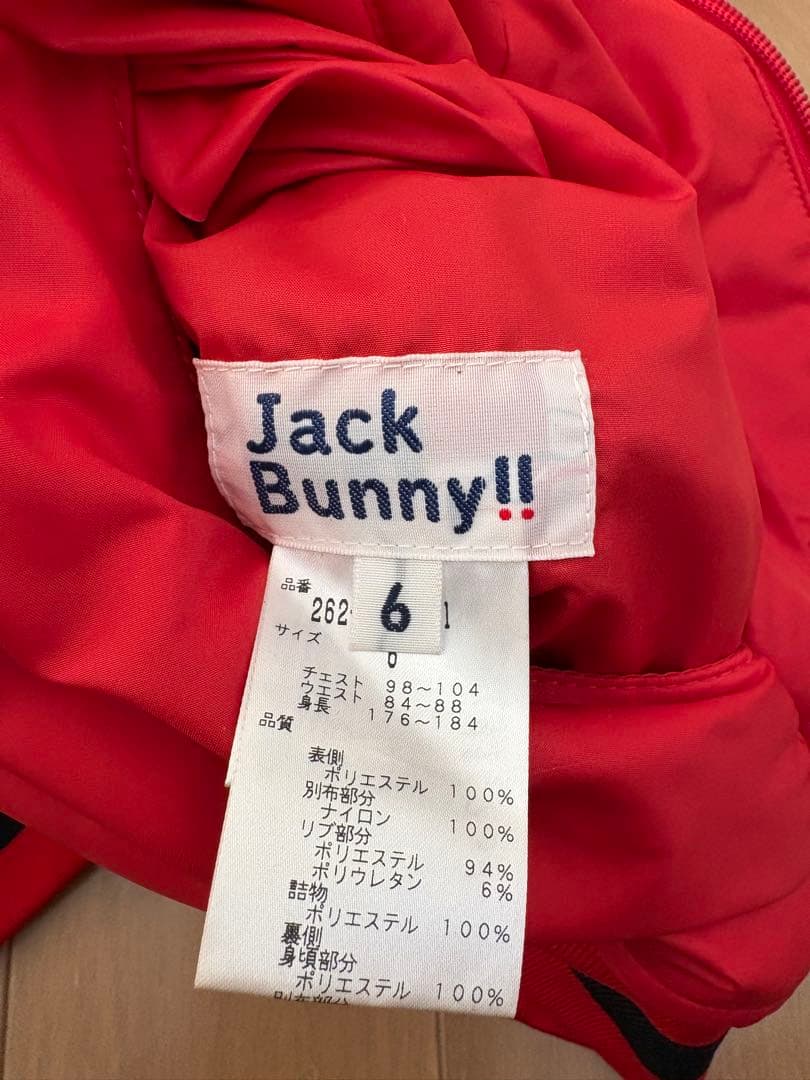 Jack
Bunny!!
6
品番
262
サイズ
チェスト 98～104
ウエスト 84～88
身長 176～184
品質
表側
ポリエステル 100%
別布部分
ナイロン 100%
リブ部分
ポリエステル 94%
ポリウレタン 6%
詰物
ポリエステル 100%
裏側
身頃部分
ポリエステル 100%
別布部分